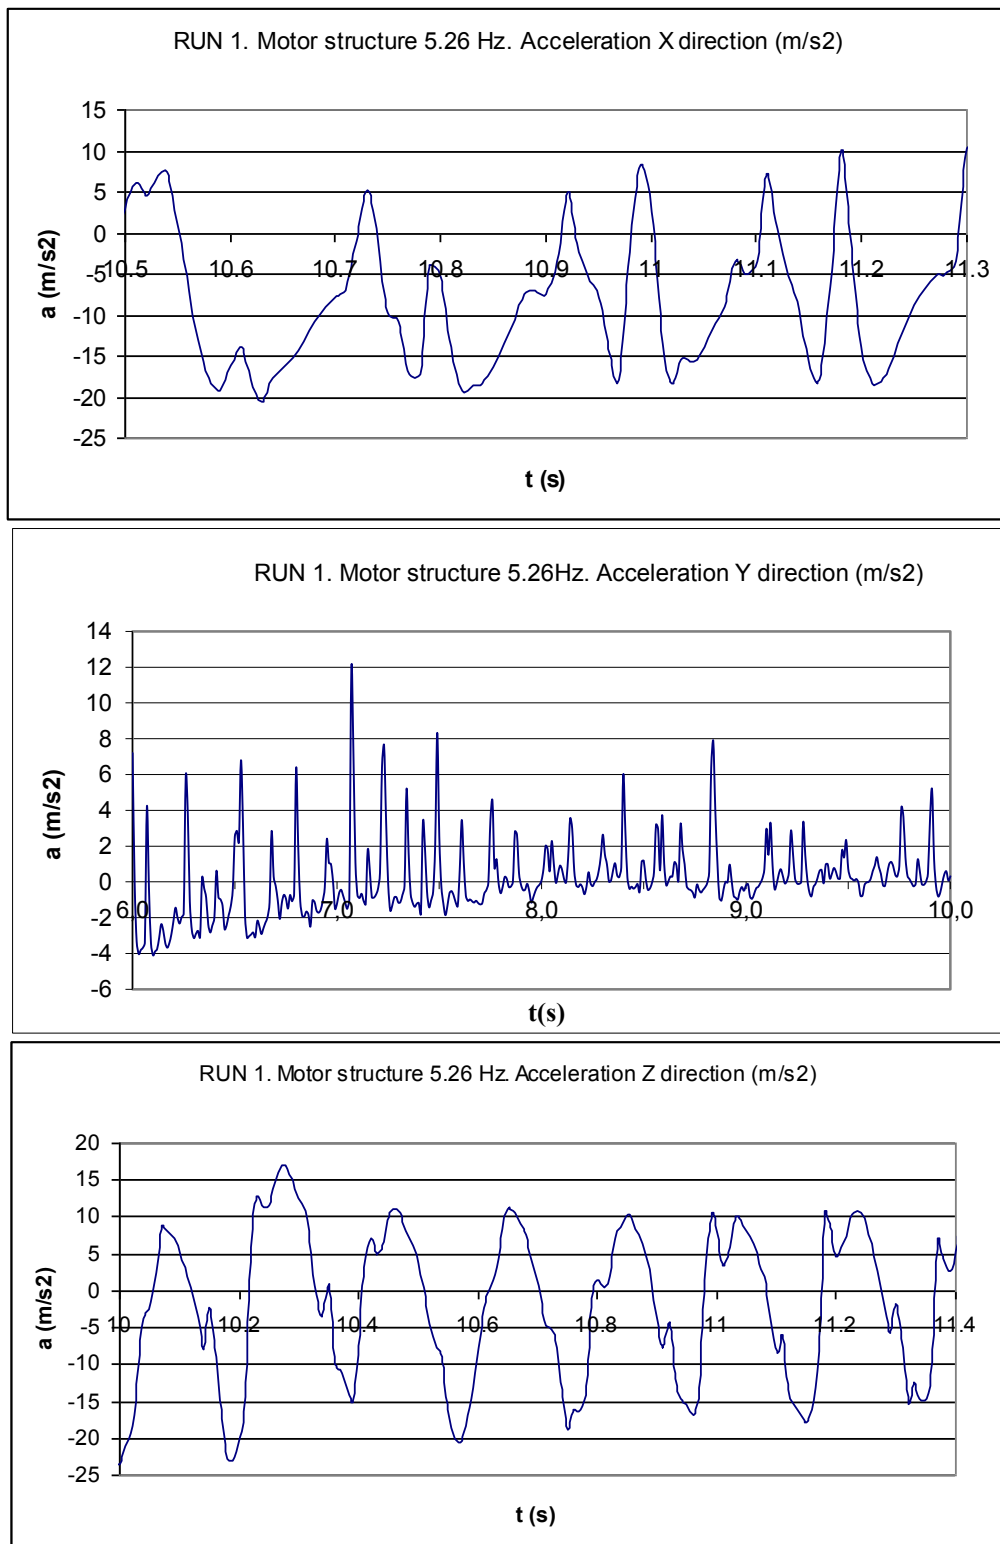 RUN 1. Motor structure 5.26 Hz. Acceleration X direction (m/s2)
15
10
5
0
-5
-10
-15
-20
-25
10.5 10.6 10.7 10.8 10.9 11 11.1 11.2 11.3
a (m/s2)
t (s)
RUN 1. Motor structure 5.26Hz. Acceleration Y direction (m/s2)
14
12
10
8
6
4
2
0
-2
-4
-6
6,0 7,0 8,0 9,0 10,0
a (m/s2)
t(s)
RUN 1. Motor structure 5.26 Hz. Acceleration Z direction (m/s2)
20
15
10
5
0
-5
-10
-15
-20
-25
10 10.2 10.4 10.6 10.8 11 11.2 11.4
a (m/s2)
t (s)